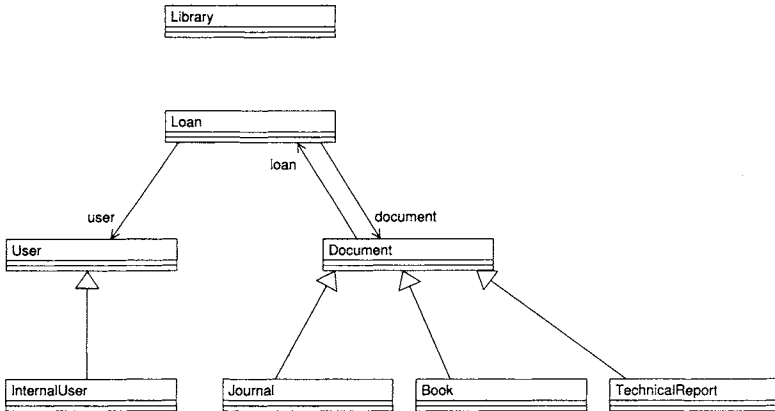 Library
Loan
loan
user
document
User
Document
InternalUser
Journal
Book
TechnicalReport